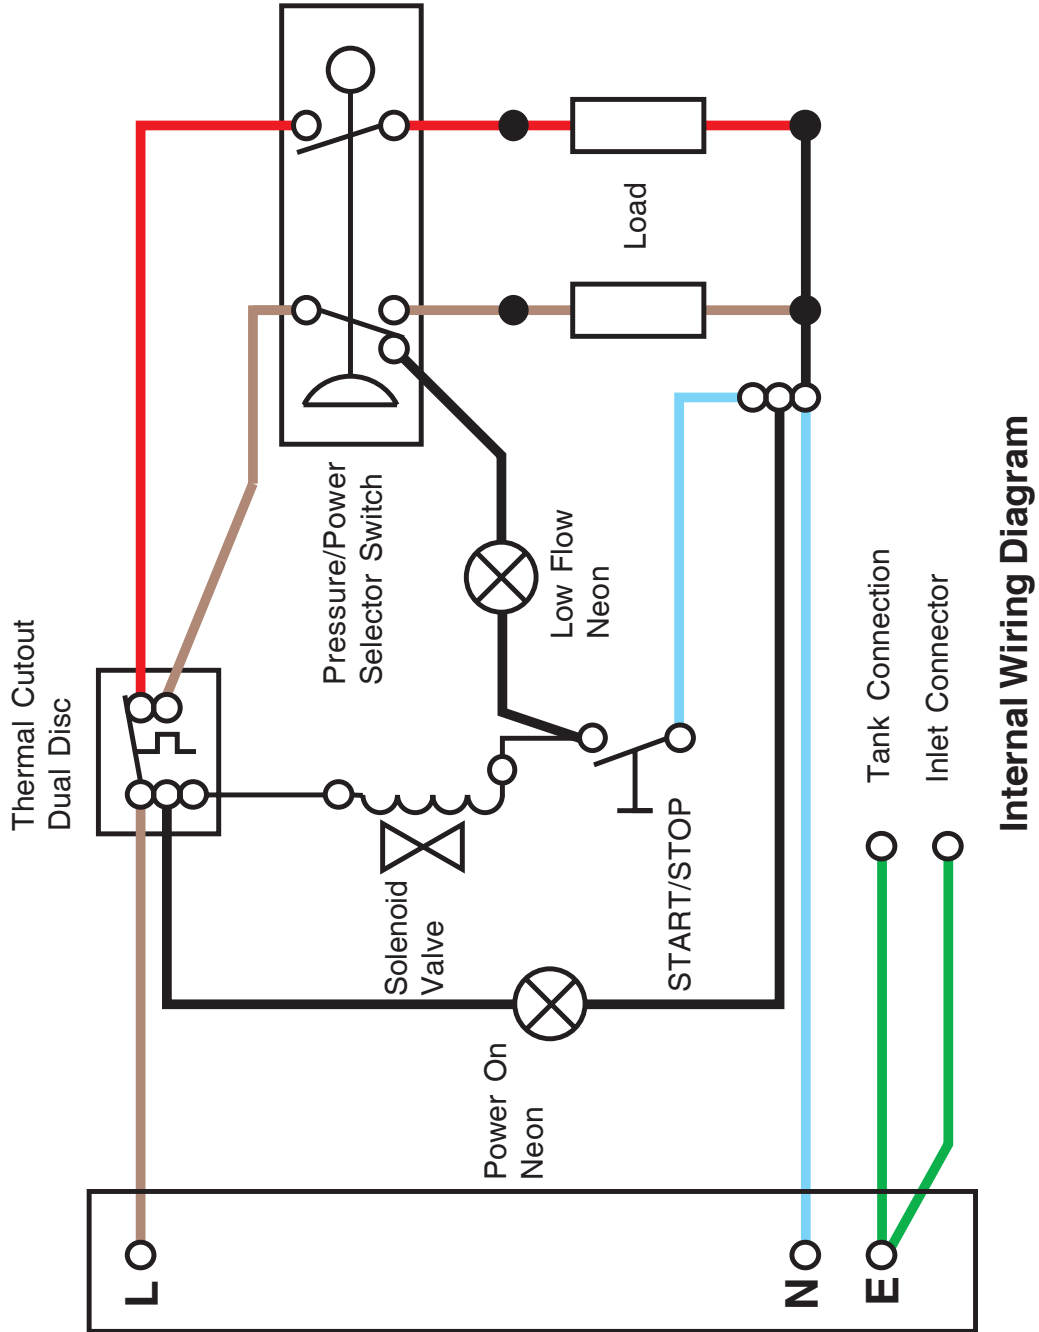 Thermal Cutout
Dual Disc
Pressure/Power
Selector Switch
Load
Low Flow
Neon
Solenoid
Valve
START/STOP
Power On
Neon
Tank Connection
Inlet Connector
L
N
E
Internal Wiring Diagram